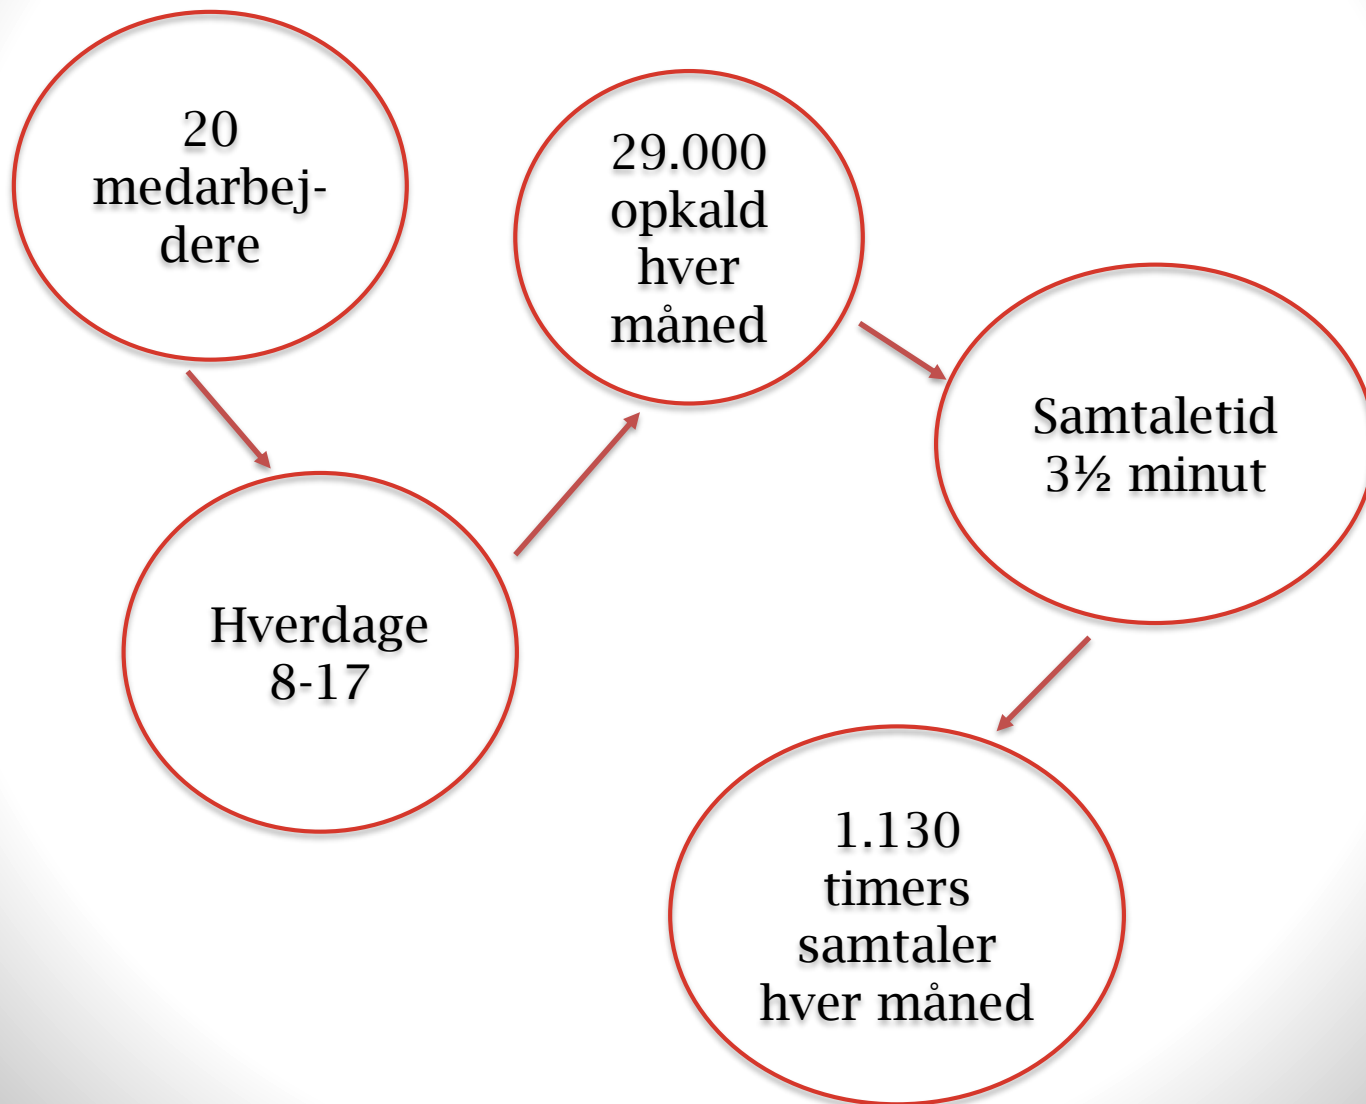 20
medarbej-
dere
Hverdage
8-17
29.000
opkald
hver
måned
Samtaletid
3½ minut
1.130
timers
samtaler
hver måned